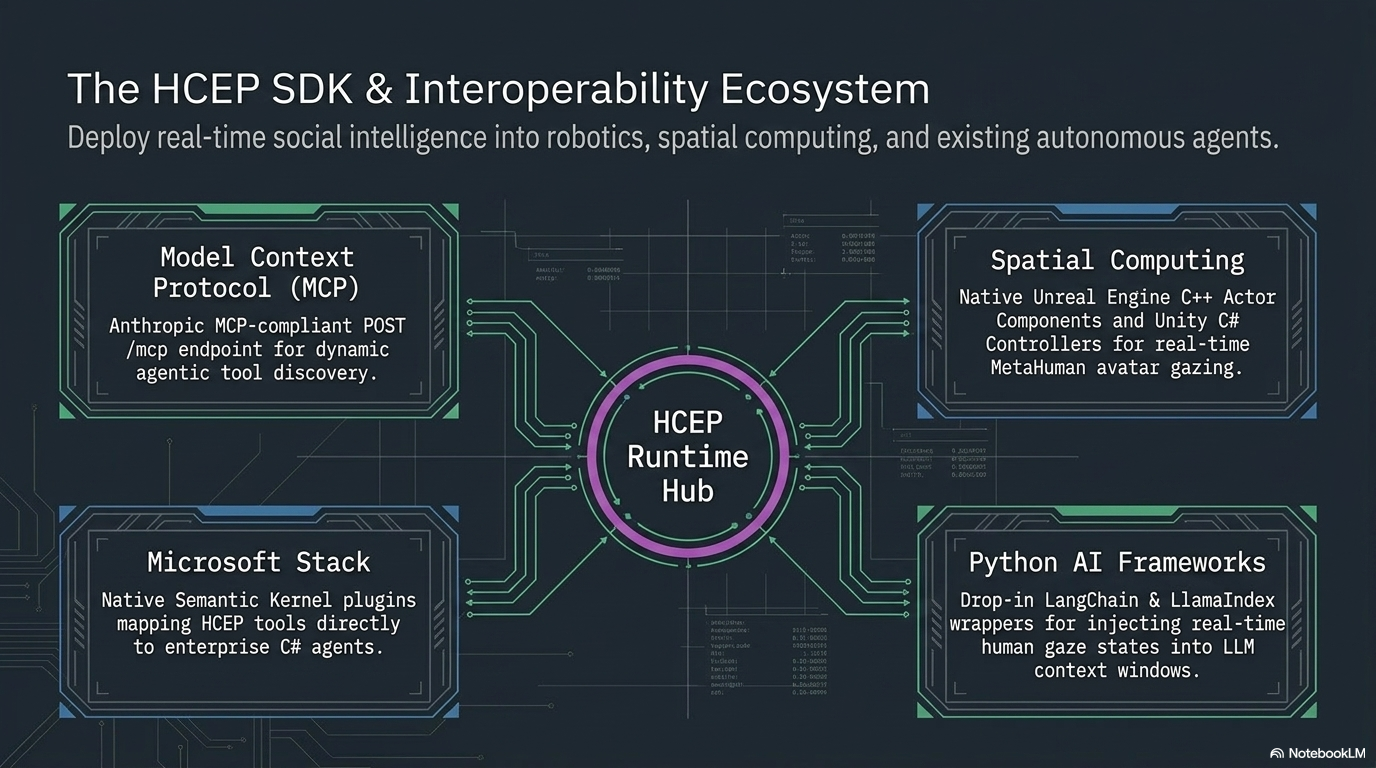 The HCEP SDK & Interoperability Ecosystem
Deploy real-time social intelligence into robotics, spatial computing, and existing autonomous agents.
Model Context
Protocol (MCP)
Anthropic MCP-compliant POST
/mcp endpoint for dynamic
agentic tool discovery.
Spatial Computing
Native Unreal Engine C++ Actor
Components and Unity C#
Controllers for real-time
MetaHuman avatar gazing.
HCEP
Runtime
Hub
Microsoft Stack
Native Semantic Kernel plugins
mapping HCEP tools directly
to enterprise C# agents.
Python AI Frameworks
Drop-in LangChain & LlamaIndex
wrappers for injecting real-time
human gaze states into LLM
context windows.
NotebookLM